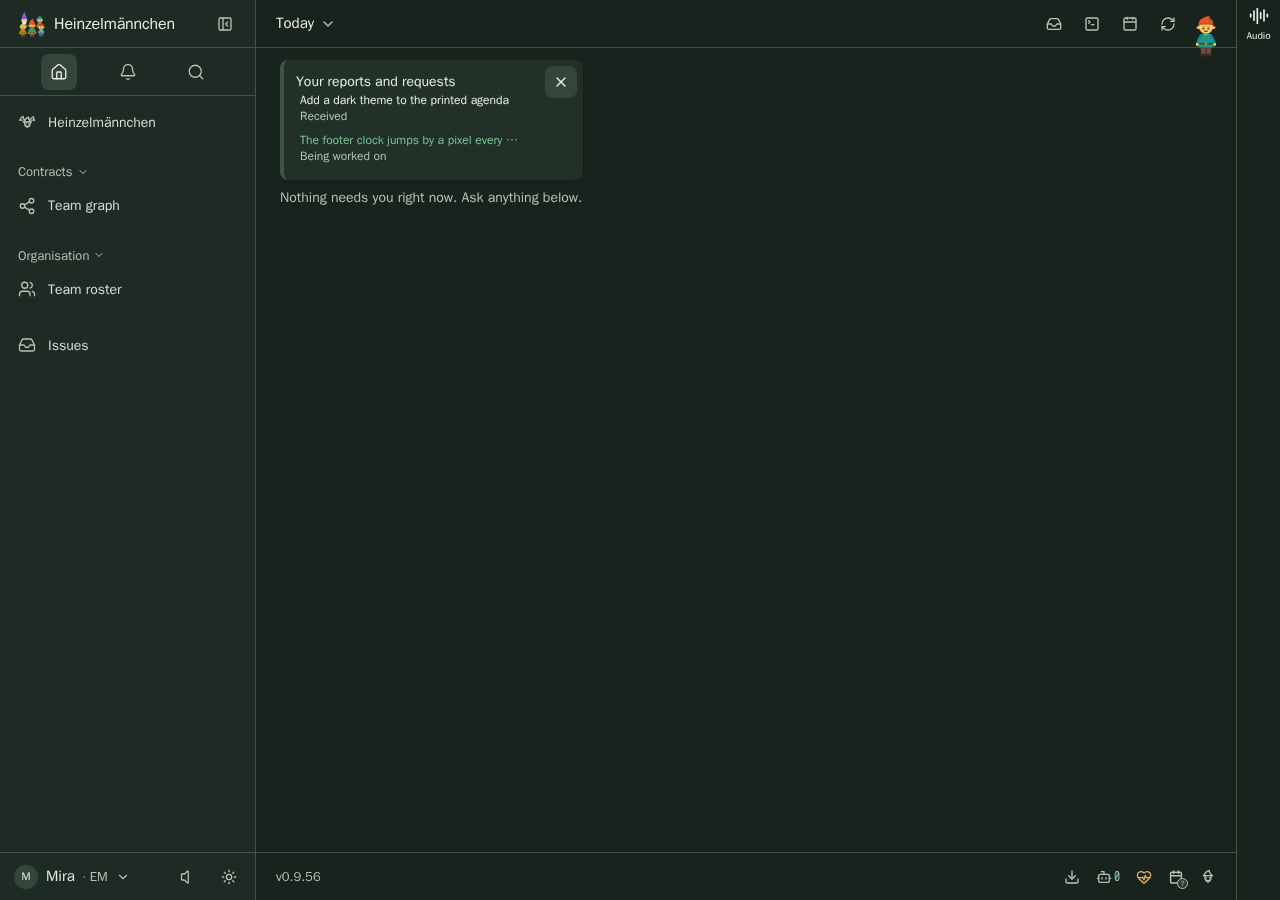 Heinzelmännchen
Today
Audio
Your reports and requests
Add a dark theme to the printed agenda
Received
The footer clock jumps by a pixel every ···
Being worked on
Nothing needs you right now. Ask anything below.
Heinzelmännchen
Contracts
Team graph
Organisation
Team roster
Issues
M Mira · EM
v0.9.56
0
?